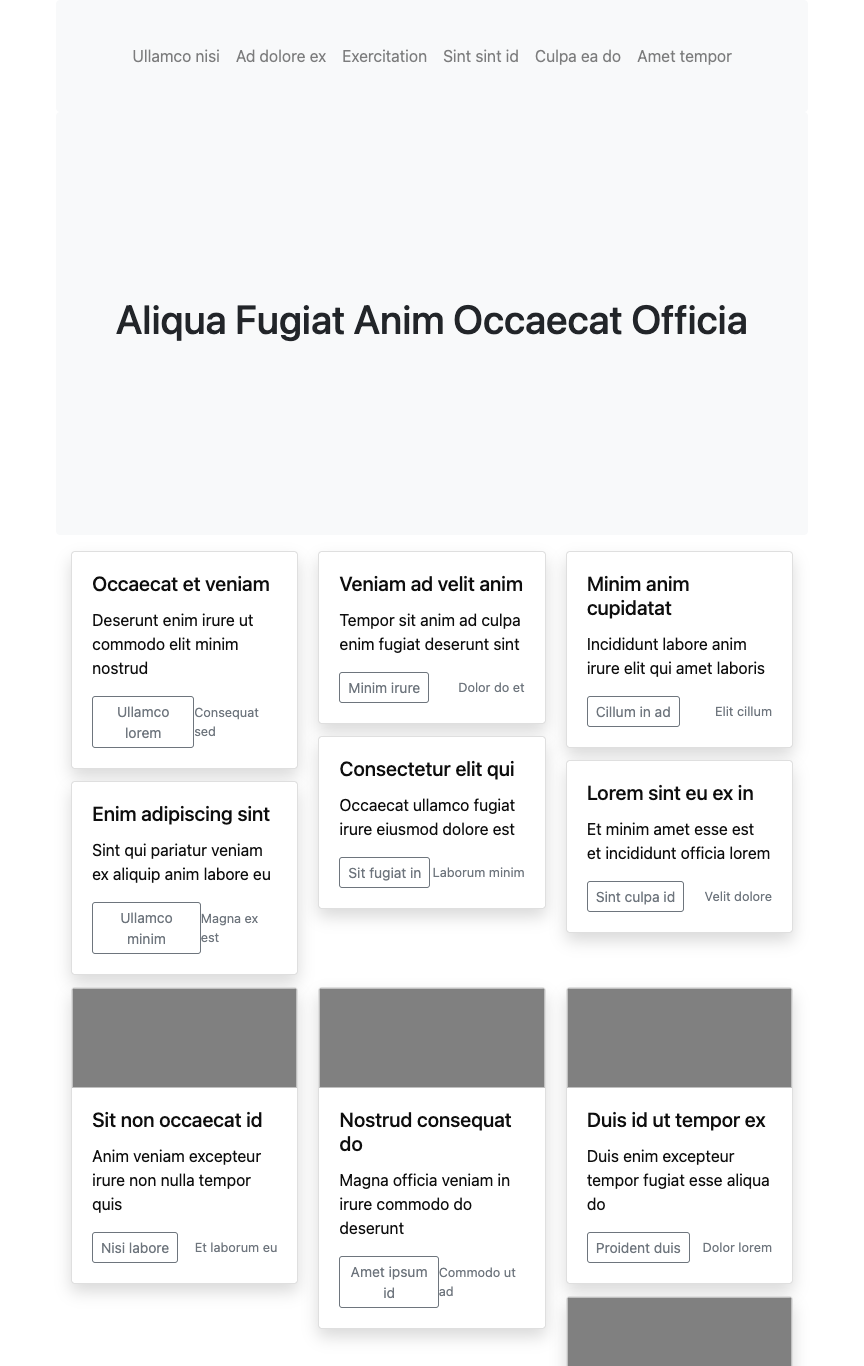 Ullamco nisi Ad dolore ex Exercitation Sint sint id Culpa ea do Amet tempor
Aliqua Fugiat Anim Occaecat Officia
Occaecat et veniam
Deserunt enim irure ut
commodo elit minim
nostrud
Ullamco
lorem
Consequat
sed
Enim adipiscing sint
Sint qui pariatur veniam
ex aliquip anim labore eu
Ullamco
minim
Magna ex
est
Veniam ad velit anim
Tempor sit anim ad culpa
enim fugiat deserunt sint
Minim irure
Dolor do et
Consectetur elit qui
Occaecat ullamco fugiat
irure eiusmod dolore est
Sit fugiat in
Laborum minim
Minim anim
cupidatat
Incididunt labore anim
irure elit qui amet laboris
Cillum in ad
Elit cillum
Lorem sint eu ex in
Et minim amet esse est
et incididunt officia lorem
Sint culpa id
Velit dolore
Sit non occaecat id
Anim veniam excepteur
irure non nulla tempor
quis
Nisi labore
Et laborum eu
Nostrud consequat
do
Magna officia veniam in
irure commodo do
deserunt
Amet ipsum
id
Commodo ut
ad
Duis id ut tempor ex
Duis enim excepteur
tempor fugiat esse aliqua
do
Proident duis
Dolor lorem